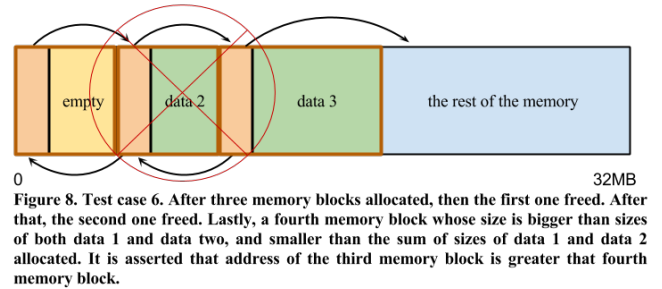 empty
data 2
data 3
the rest of the memory
0
32MB
Figure 8. Test case 6. After three memory blocks allocated, then the first one freed. After
that, the second one freed. Lastly, a fourth memory block whose size is bigger than sizes
of both data 1 and data two, and smaller than the sum of sizes of data 1 and data 2
allocated. It is asserted that address of the third memory block is greater that fourth
memory block.